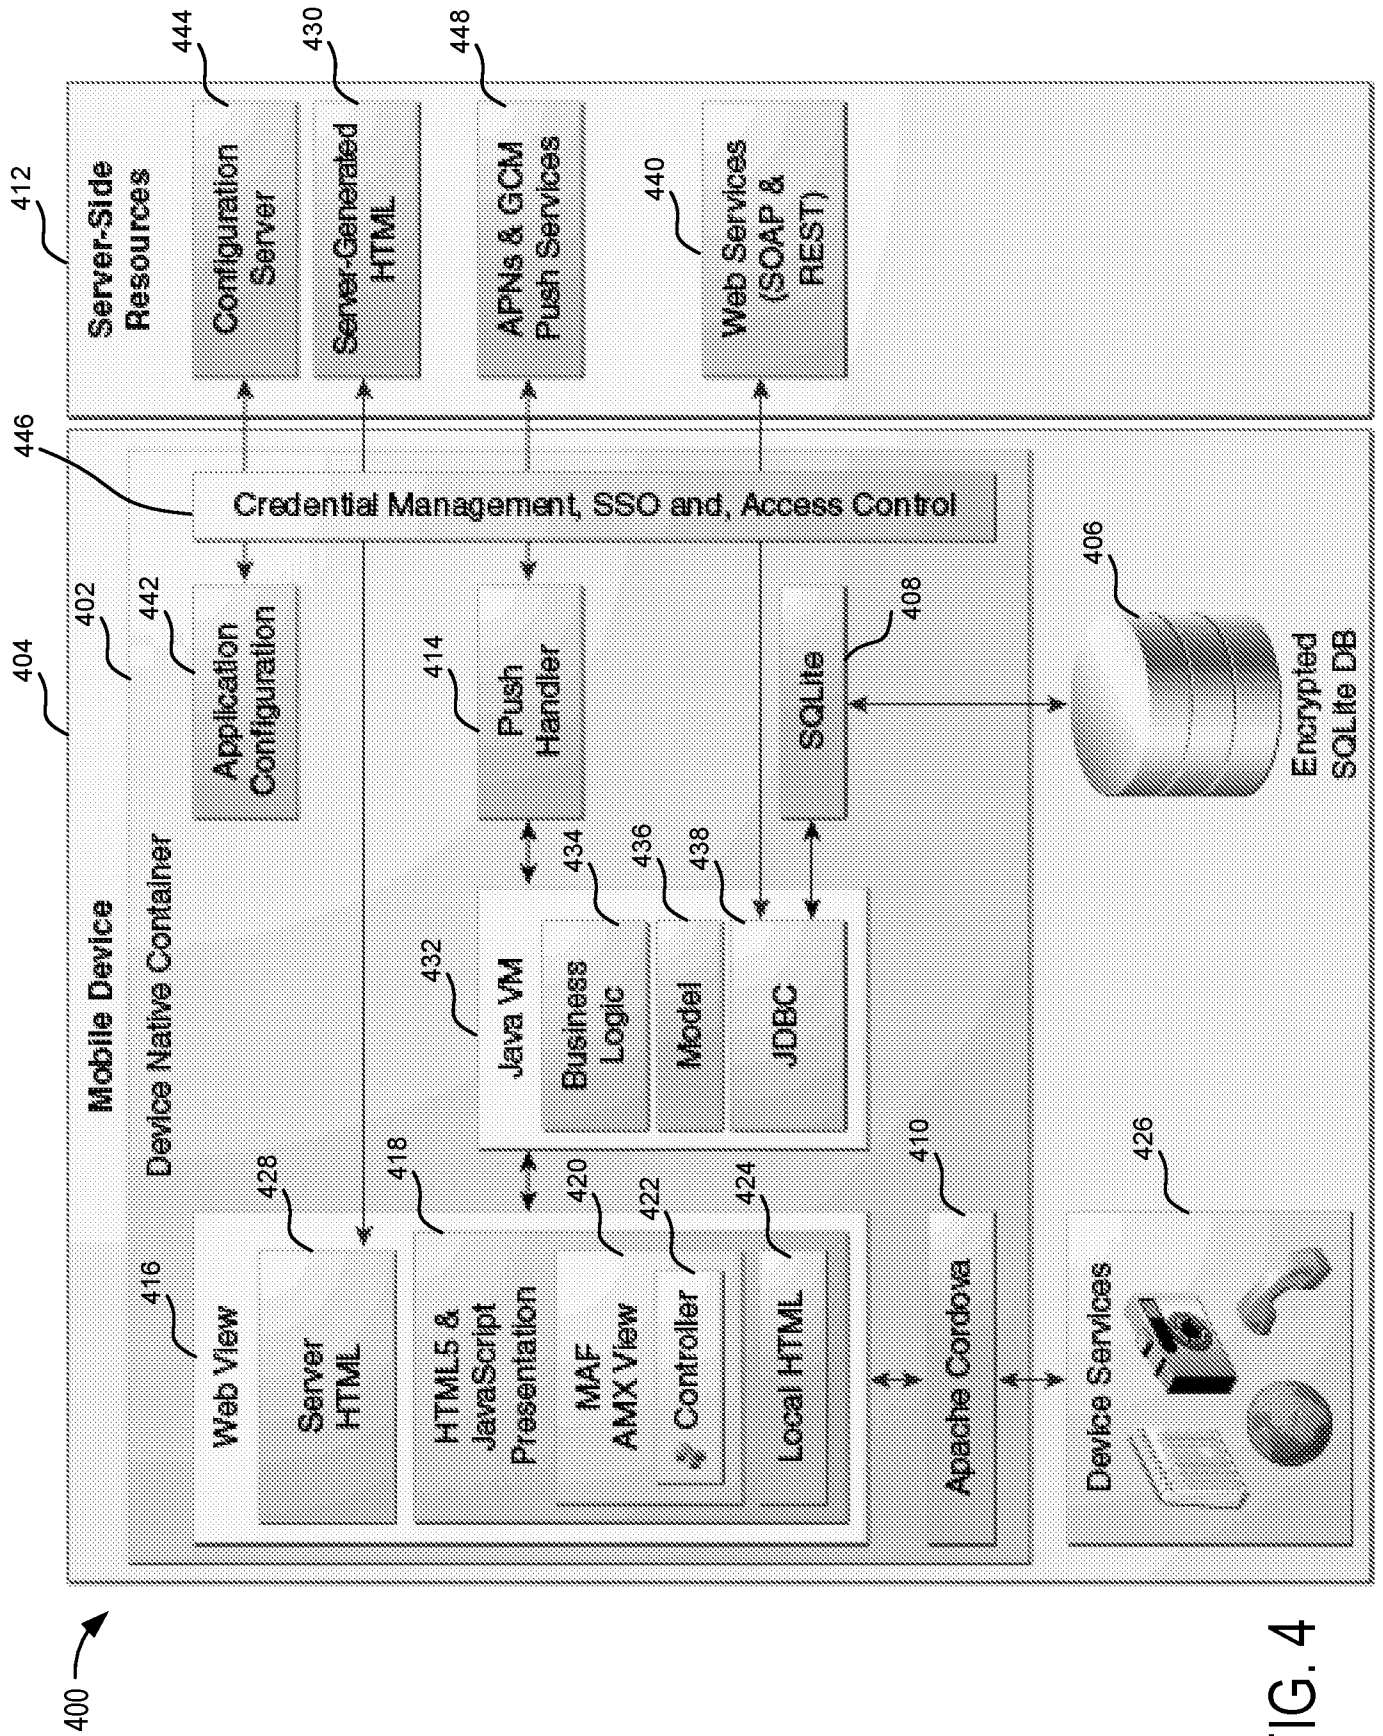 400
404
402
446
412
Mobile Device
Device Native Container
Server-Side
Resources
416
Web View
428
Server
HTML
442
Application
Configuration
444
Configuration
Server
430
Server-Generated
HTML
418
HTML5 &
JavaScript
Presentation
420
MAF
AMX View
422
Controller
424
Local HTML
432
Java VM
434
Business
Logic
436
Model
438
JDBC
414
Push
Handler
408
SQLite
Credential Management, SSO and, Access Control
448
APNs & GCM
Push Services
440
Web Services
(SOAP &
REST)
410
Apache Cordova
426
Device Services
406
Encrypted
SQLite DB
FIG. 4